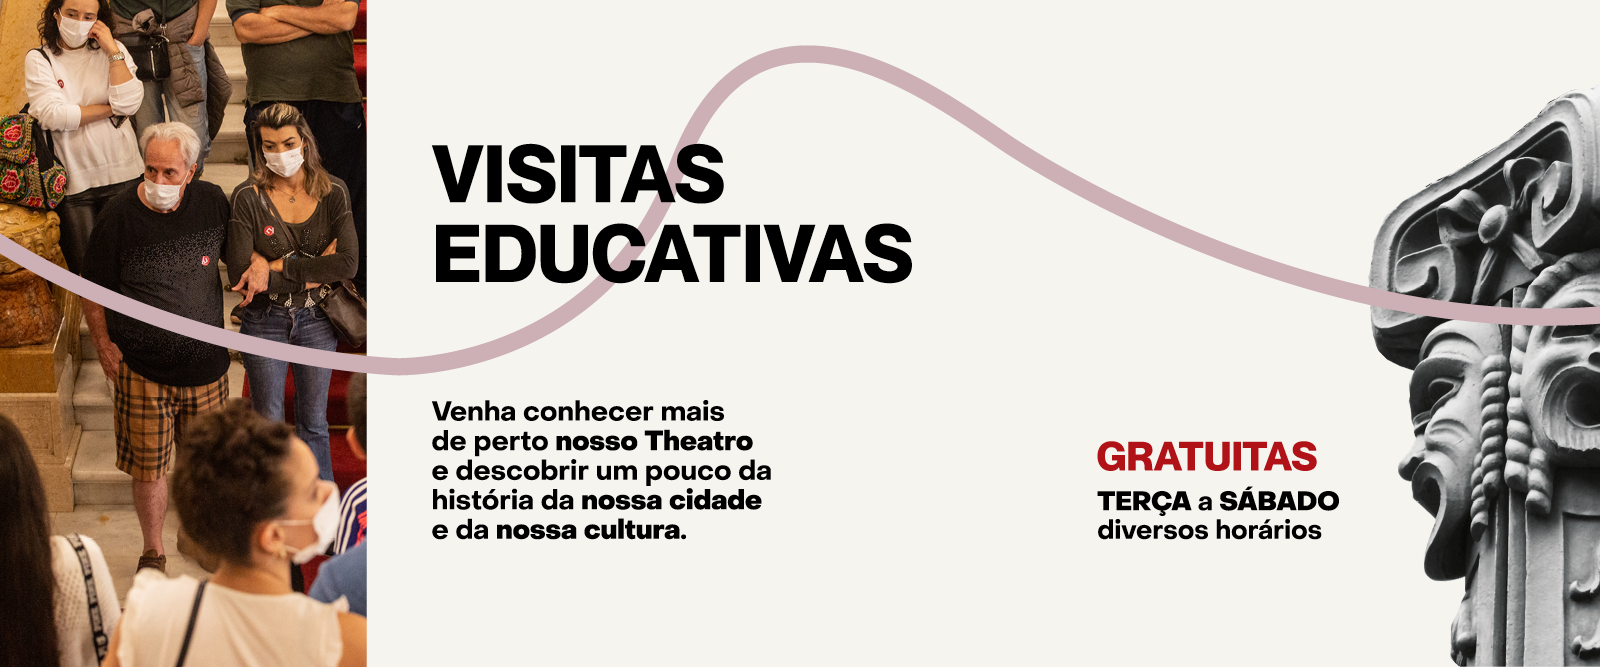 VISITAS
EDUCATIVAS
Venha conhecer mais
de perto nosso Theatro
e descobrir um pouco da
história da nossa cidade
e da nossa cultura.
GRATUITAS
TERÇA a SÁBADO
diversos horários